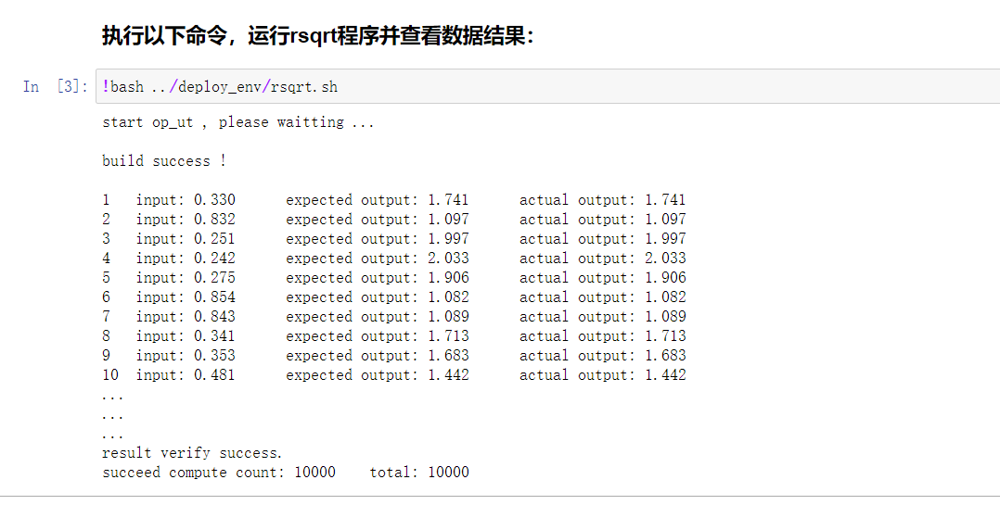 执行以下命令，运行rsqrt程序并查看数据结果：
In [3]: !bash ../deploy_env/rsqrt.sh
start op_ut , please waitting ...
build success !
1 input: 0.330 expected output: 1.741 actual output: 1.741
2 input: 0.832 expected output: 1.097 actual output: 1.097
3 input: 0.251 expected output: 1.997 actual output: 1.997
4 input: 0.242 expected output: 2.033 actual output: 2.033
5 input: 0.275 expected output: 1.906 actual output: 1.906
6 input: 0.854 expected output: 1.082 actual output: 1.082
7 input: 0.843 expected output: 1.089 actual output: 1.089
8 input: 0.341 expected output: 1.713 actual output: 1.713
9 input: 0.353 expected output: 1.683 actual output: 1.683
10 input: 0.481 expected output: 1.442 actual output: 1.442
...
...
...
result verify success.
succeed compute count: 10000 total: 10000